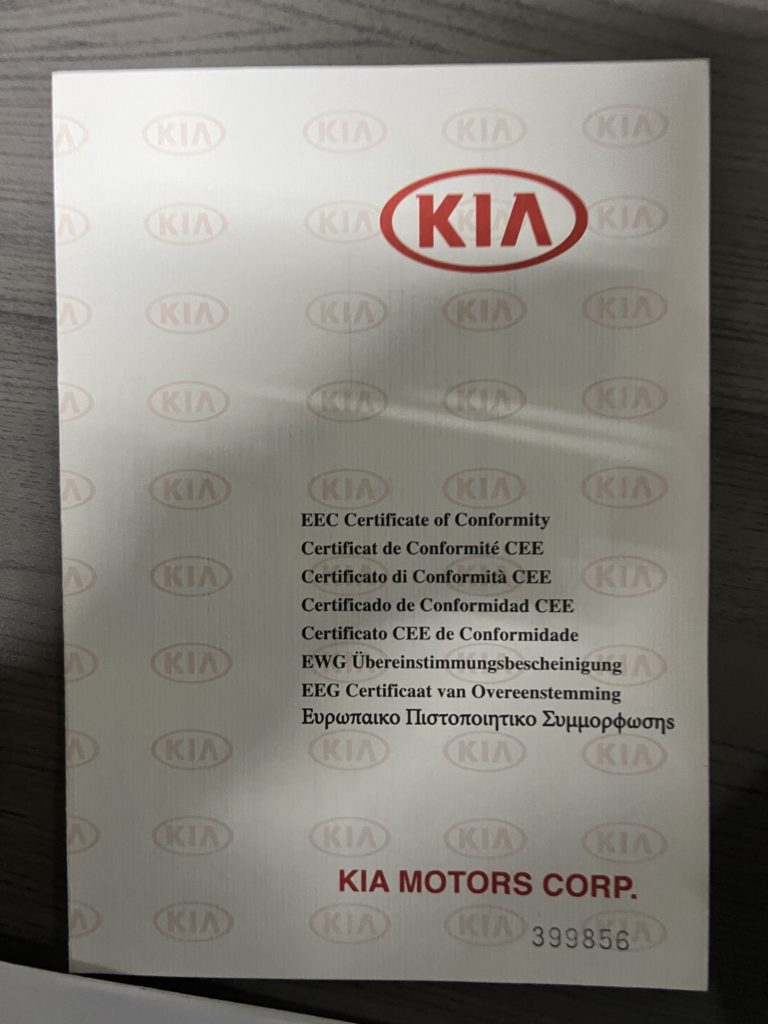 KIA
EEC Certificate of Conformity
Certificat de Conformité CEE
Certificato di Conformità CEE
Certificado de Conformidad CEE
Certificato CEE de Conformidade
EWG Übereinstimmungsbescheinigung
EEG Certificaat van Overeenstemming
Ευρωπαικο Πιστοποιητικο Συμμορφωσης
KIA MOTORS CORP.
399856